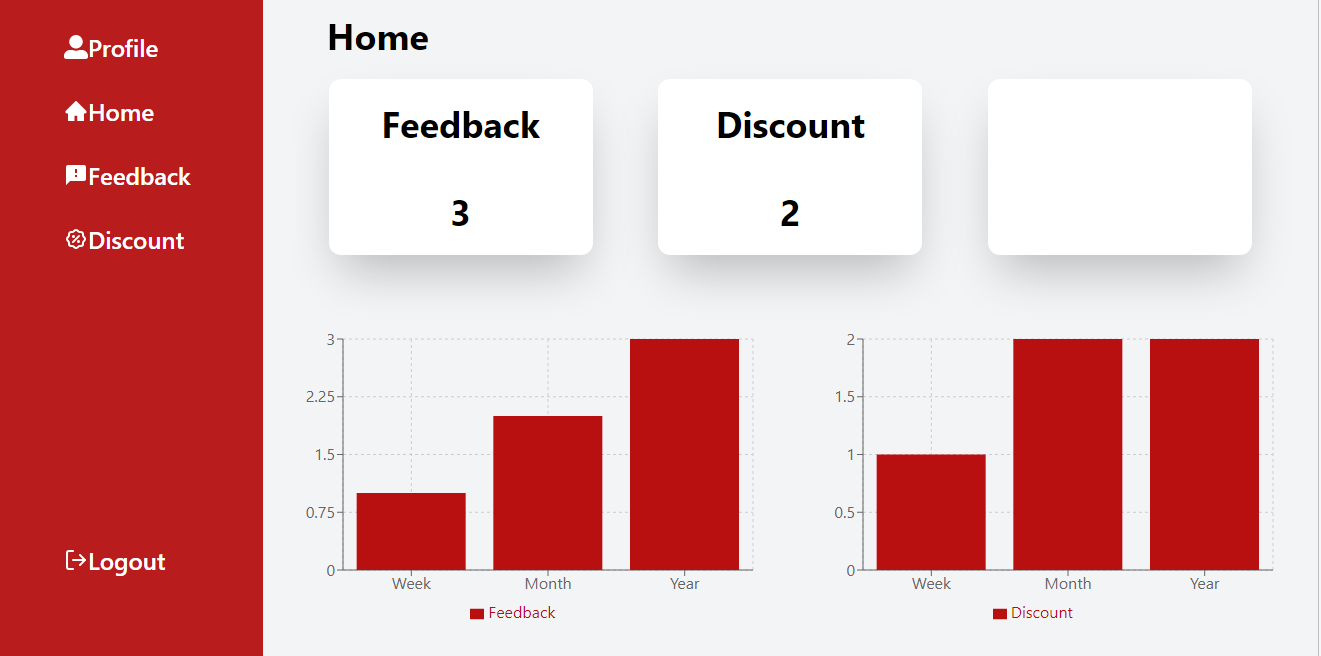 Profile
Home
Feedback
Discount
Logout
Home
Feedback
3
Discount
2
3
2.25
1.5
0.75
0
Week Month Year
Feedback
2
1.5
1
0.5
0
Week Month Year
Discount